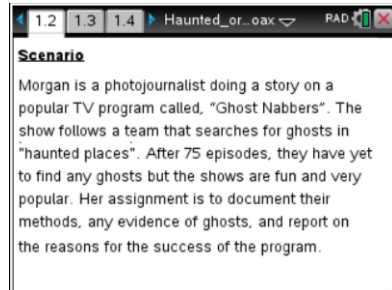 1.2 1.3 1.4 Haunted_or…oax RAD
Scenario
Morgan is a photojournalist doing a story on a
popular TV program called, "Ghost Nabbers". The
show follows a team that searches for ghosts in
"haunted places". After 75 episodes, they have yet
to find any ghosts but the shows are fun and very
popular. Her assignment is to document their
methods, any evidence of ghosts, and report on
the reasons for the success of the program.